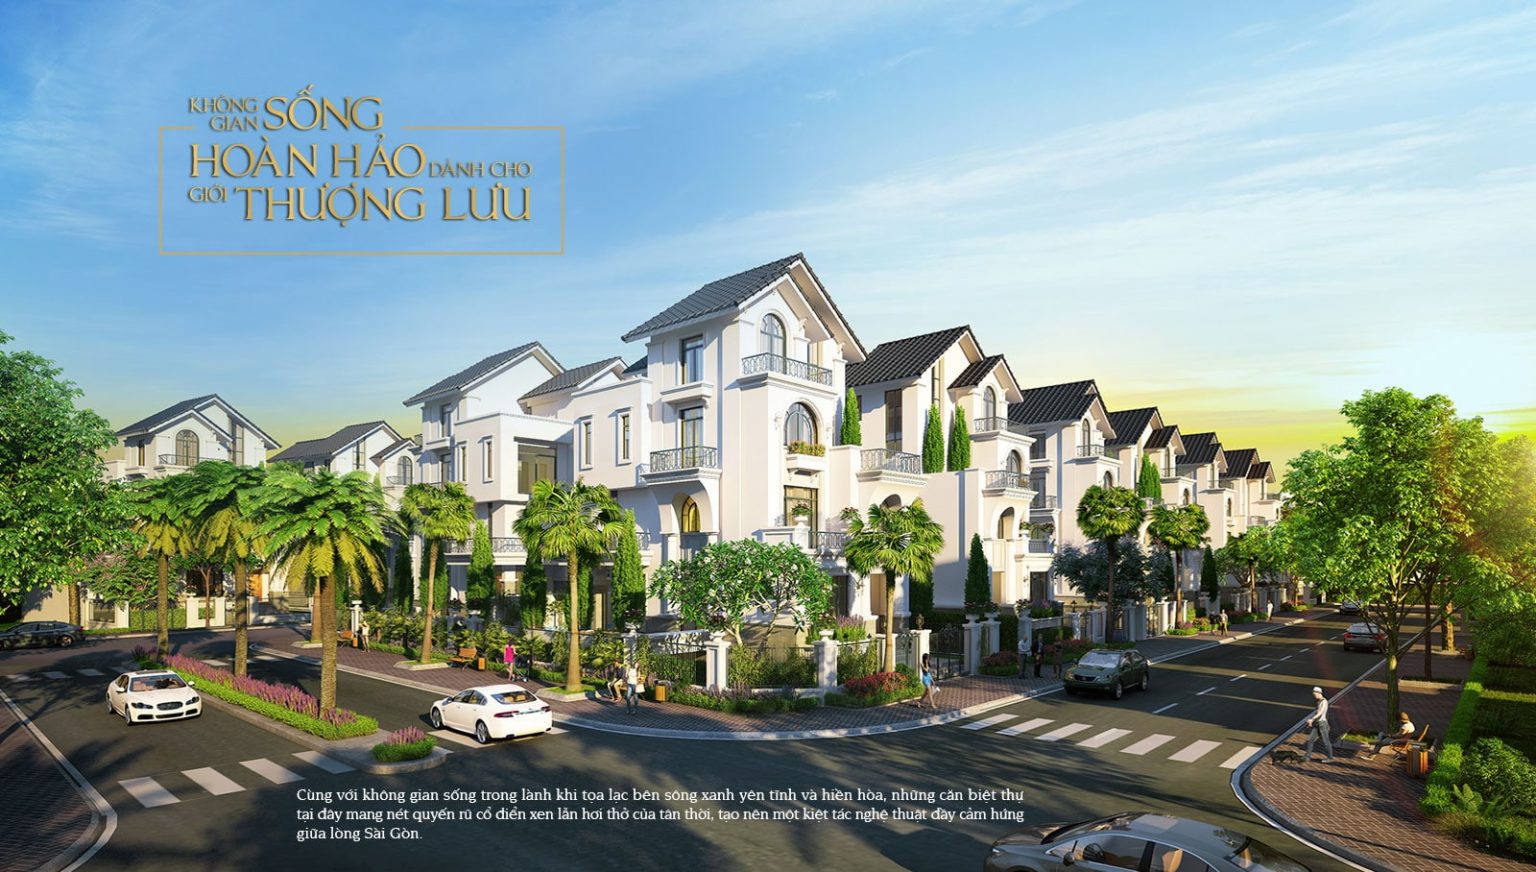 KHÔNG GIAN SỐNG
HOÀN HẢO DÀNH CHO
GIỚI THƯỢNG LƯU
Cùng với không gian sống trong lành khi tọa lạc bên sông xanh yên tĩnh và hiền hòa, những căn biệt thự
tại đây mang nét quyến rũ cổ điển xen lẫn hơi thở của tân thời, tạo nên một kiệt tác nghệ thuật đầy cảm hứng
giữa lòng Sài Gòn.